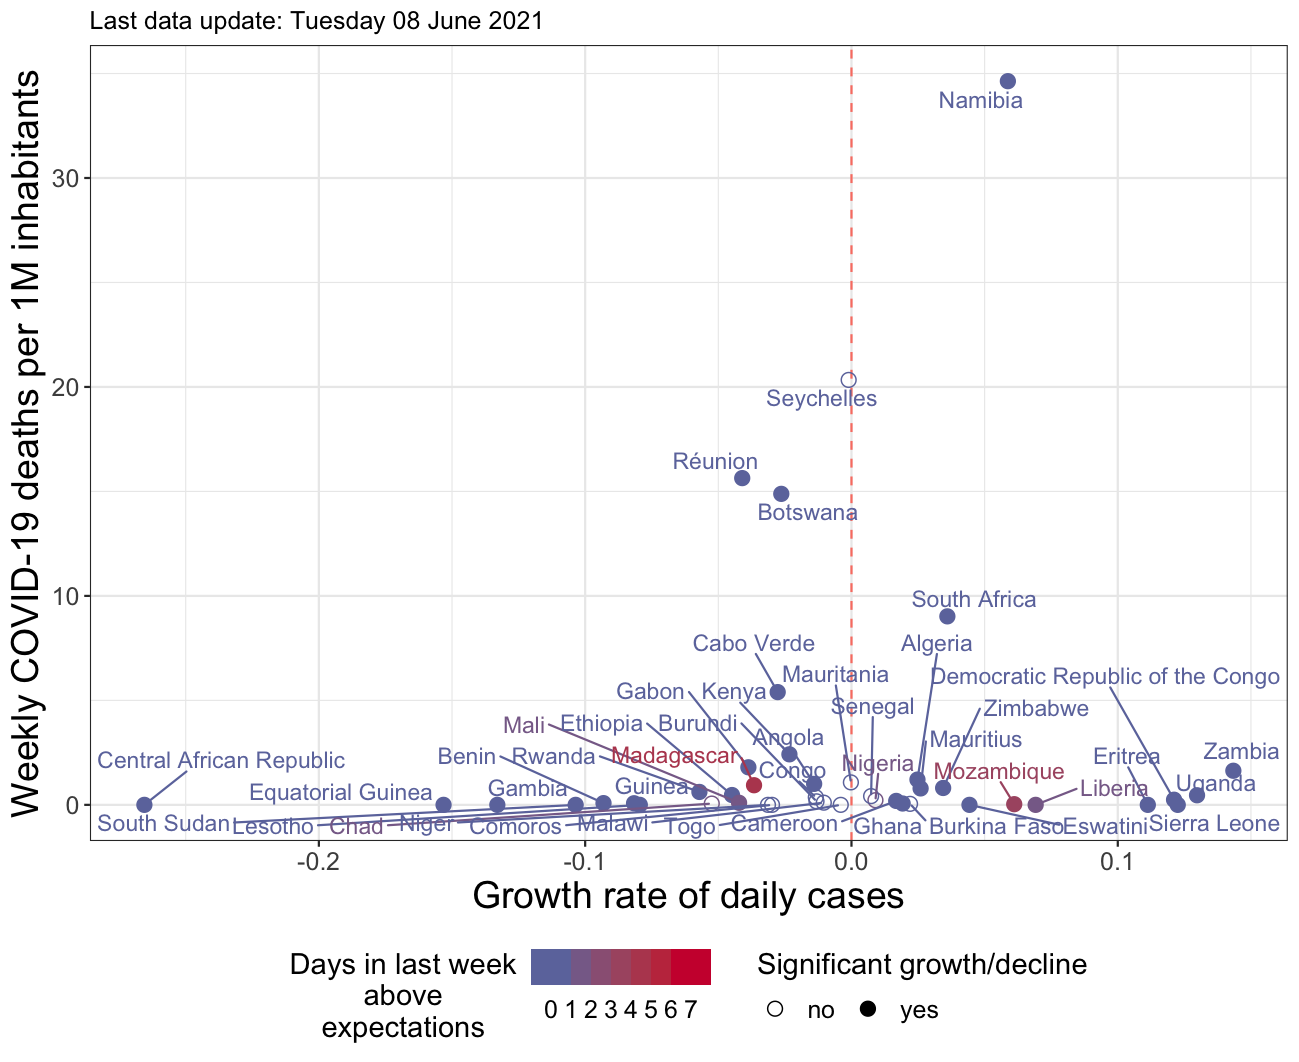 Last data update: Tuesday 08 June 2021
Weekly COVID-19 deaths per 1M inhabitants
30
20
10
0
Namibia
Seychelles
Réunion
Botswana
South Africa
Cabo Verde
Algeria
Mauritania
Democratic Republic of the Congo
Gabon
Kenya
Senegal
Zimbabwe
Mali
Ethiopia
Burundi
Angola
Mauritius
Central African Republic
Benin
Rwanda
Madagascar
Congo
Nigeria
Mozambique
Eritrea
Zambia
Equatorial Guinea
Gambia
Guinea
Liberia
Uganda
South Sudan
Lesotho
Chad
Niger
Comoros
Malawi
Togo
Cameroon
Ghana
Burkina Faso
Eswatini
Sierra Leone
-0.2
-0.1
0.0
0.1
Growth rate of daily cases
Days in last week
above
expectations
0 1 2 3 4 5 6 7
Significant growth/decline
no
yes